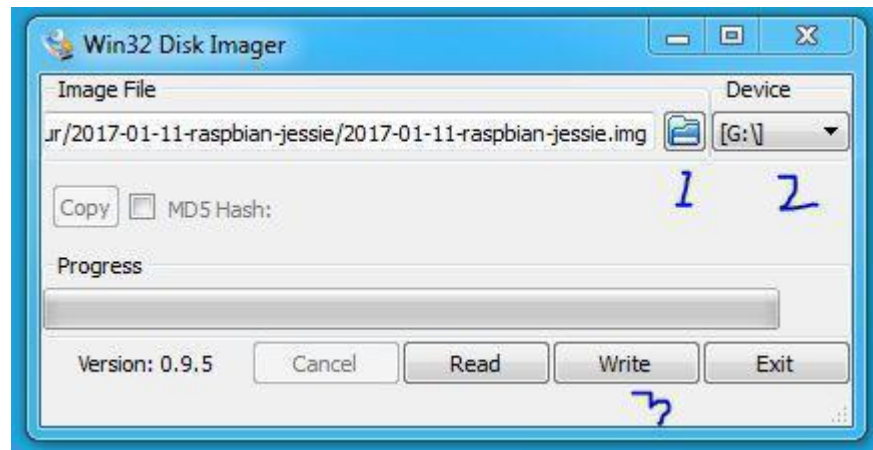 Win32 Disk Imager
Image File
Device
ur/2017-01-11-raspbian-jessie/2017-01-11-raspbian-jessie.img
[G:\]
1
2
Copy
MD5 Hash:
Progress
Version: 0.9.5
Cancel
Read
Write
Exit
3